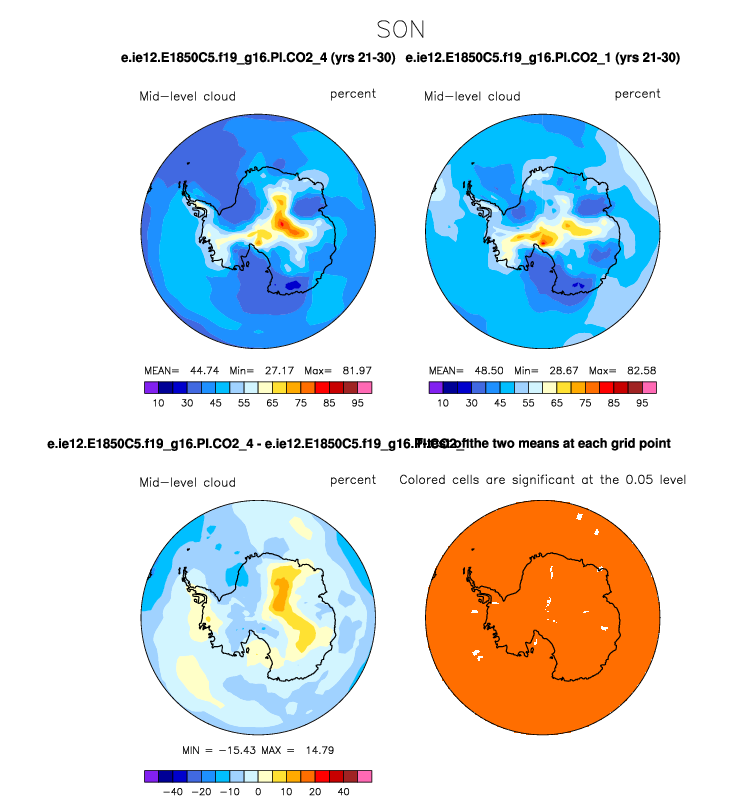 SON
e.ie12.E1850C5.f19_g16.PI.CO2_4 (yrs 21-30) e.ie12.E1850C5.f19_g16.PI.CO2_1 (yrs 21-30)
Mid-level cloud percent Mid-level cloud percent
MEAN= 44.74 Min= 27.17 Max= 81.97 MEAN= 48.50 Min= 28.67 Max= 82.58
10 30 45 55 65 75 85 95 10 30 45 55 65 75 85 95
e.ie12.E1850C5.f19_g16.PI.CO2_4 - e.ie12.E1850C5.f19_g16. of the two means at each grid point
Mid-level cloud percent Colored cells are significant at the 0.05 level
MIN = -15.43 MAX = 14.79
-40 -20 -10 0 10 20 40